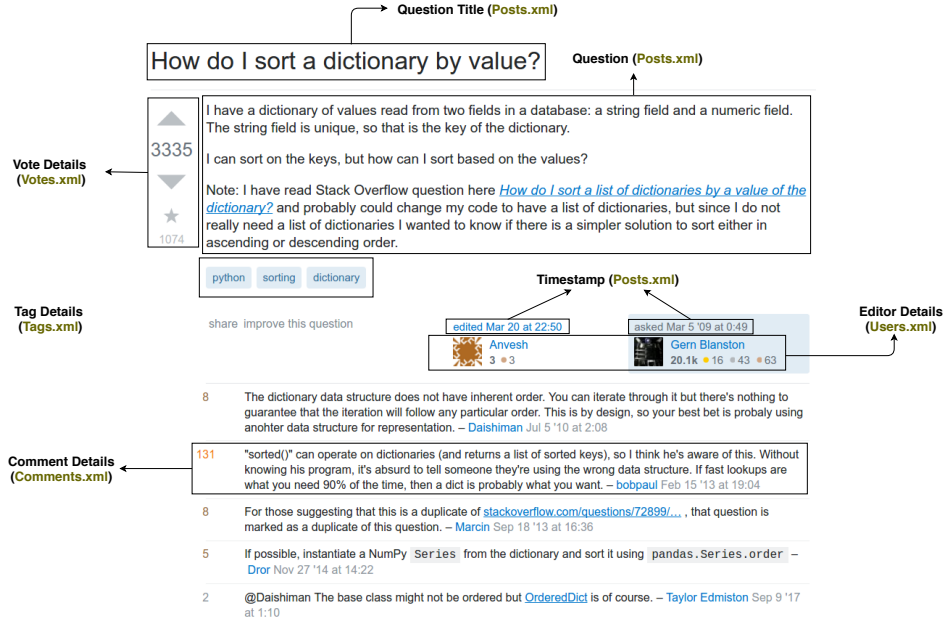 Question Title (Posts.xml)
How do I sort a dictionary by value?
Question (Posts.xml)
I have a dictionary of values read from two fields in a database: a string field and a numeric field.
The string field is unique, so that is the key of the dictionary.
I can sort on the keys, but how can I sort based on the values?
Note: I have read Stack Overflow question here How do I sort a list of dictionaries by a value of the
dictionary? and probably could change my code to have a list of dictionaries, but since I do not
really need a list of dictionaries I wanted to know if there is a simpler solution to sort either in
ascending or descending order.
3335
1074
Vote Details
(Votes.xml)
python sorting dictionary
Tag Details
(Tags.xml)
share improve this question
Timestamp (Posts.xml)
edited Mar 20 at 22:50
Anvesh
3 3
asked Mar 5 '09 at 0:49
Gern Blanston
20.1k 16 43 63
Editor Details
(Users.xml)
8
The dictionary data structure does not have inherent order. You can iterate through it but there's nothing to
guarantee that the iteration will follow any particular order. This is by design, so your best bet is probaly using
anohter data structure for representation. – Daishiman Jul 5 '10 at 2:08
Comment Details
(Comments.xml)
131
"sorted()" can operate on dictionaries (and returns a list of sorted keys), so I think he's aware of this. Without
knowing his program, it's absurd to tell someone they're using the wrong data structure. If fast lookups are
what you need 90% of the time, then a dict is probably what you want. – bobpaul Feb 15 '13 at 19:04
8
For those suggesting that this is a duplicate of stackoverflow.com/questions/72899/… , that question is
marked as a duplicate of this question. – Marcin Sep 18 '13 at 16:36
5
If possible, instantiate a NumPy Series from the dictionary and sort it using pandas.Series.order –
Dror Nov 27 '14 at 14:22
2
@Daishiman The base class might not be ordered but OrderedDict is of course. – Taylor Edmiston Sep 9 '17
at 1:10